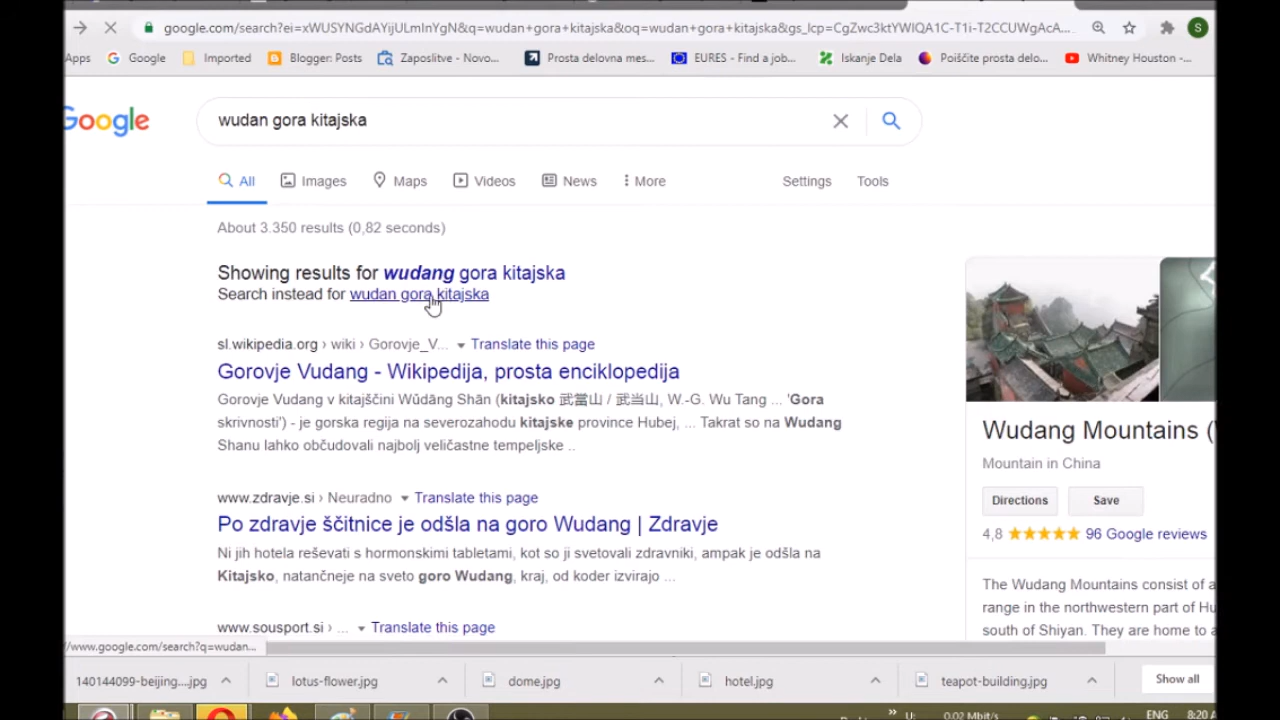 google.com/search?ei=xWUSYNGdAYijULmInYgN&q=wudan+gora+kitajska&oq=wudan+gora+kitajska&gs_lcp=CgZwc3ktYWIQA1C-T1i-T2CCUWgAcA...
S
Apps Google Imported Blogger: Posts Zaposlitve - Novo... Prosta delovna mes... EURES - Find a job... Iskanje Dela Poiščite prosta delo... Whitney Houston -...
Google
wudan gora kitajska
All Images Maps Videos News More Settings Tools
About 3.350 results (0,82 seconds)
Showing results for wudang gora kitajska
Search instead for wudan gora kitajska
sl.wikipedia.org › wiki › Gorovje_V... Translate this page
Gorovje Vudang - Wikipedija, prosta enciklopedija
Gorovje Vudang v kitajščini Wŭdāng Shān (kitajsko 武當山 / 武当山, W.-G. Wu Tang ... 'Gora
skrivnosti') - je gorska regija na severozahodu kitajske province Hubej, ... Takrat so na Wudang
Shanu lahko občudovali najbolj veličastne tempeljske ..
www.zdravje.si › Neuradno Translate this page
Po zdravje ščitnice je odšla na goro Wudang | Zdravje
Ni jih hotela reševati s hormonskimi tabletami, kot so ji svetovali zdravniki, ampak je odšla na
Kitajsko, natančneje na sveto goro Wudang, kraj, od koder izvirajo ...
www.sousport.si › ... Translate this page
Wudang Mountains (
Mountain in China
Directions Save
4,8 96 Google reviews
The Wudang Mountains consist of a
range in the northwestern part of Hu
south of Shiyan. They are home to a
//www.google.com/search?q=wudan...
140144099-beijing....jpg lotus-flower.jpg dome.jpg hotel.jpg teapot-building.jpg Show all
U: 0.02 Mbit/s ENG 8:20